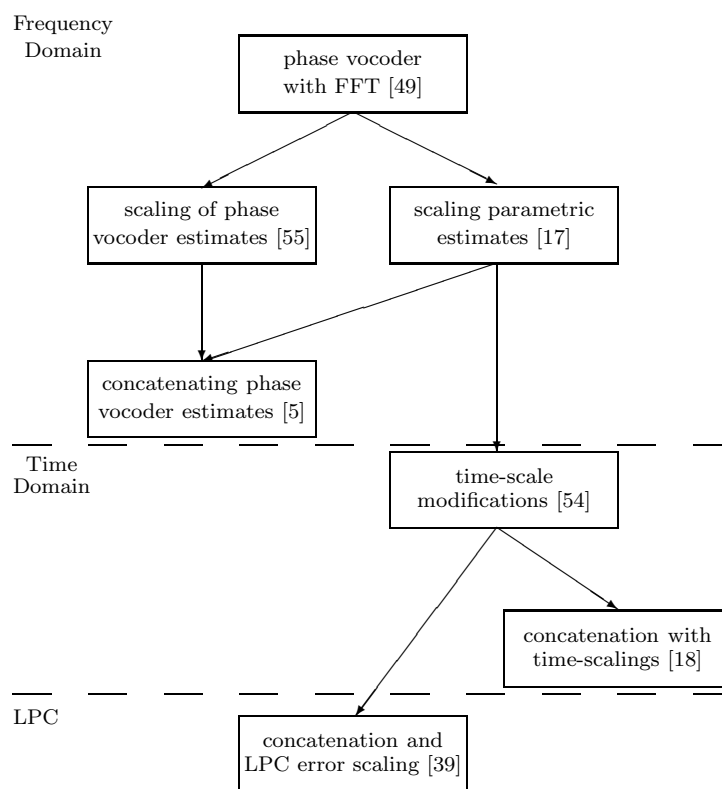 Frequency
Domain
phase vocoder
with FFT [49]
scaling of phase
vocoder estimates [55]
scaling parametric
estimates [17]
concatenating phase
vocoder estimates [5]
Time
Domain
time-scale
modifications [54]
concatenation with
time-scalings [18]
LPC
concatenation and
LPC error scaling [39]